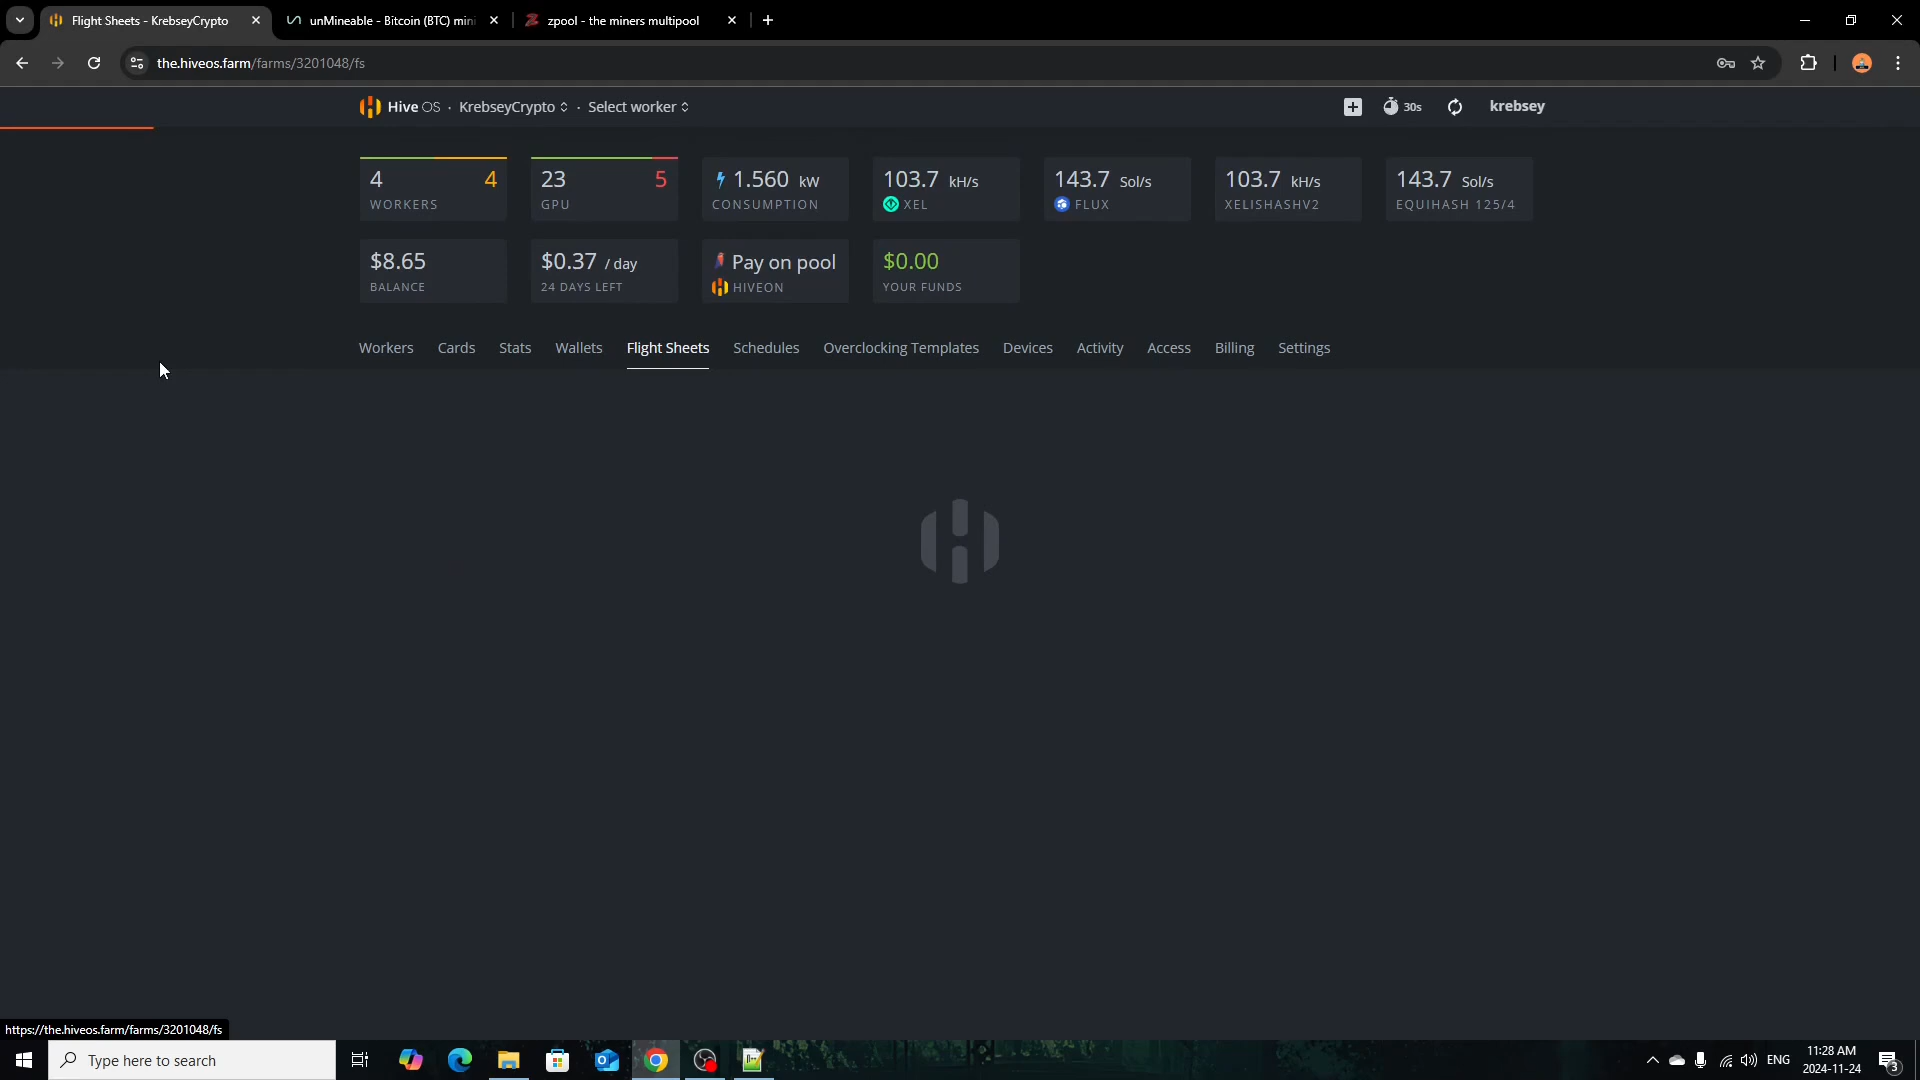 Flight Sheets - KrebseyCrypto
unMineable - Bitcoin (BTC) mini
zpool - the miners multipool
the.hiveos.farm/farms/3201048/fs
Hive OS · KrebseyCrypto · Select worker
30s
krebsey
4 4
WORKERS
23 5
GPU
1.560 kW
CONSUMPTION
103.7 kH/s
XEL
143.7 Sol/s
FLUX
103.7 kH/s
XELISHASHV2
143.7 Sol/s
EQUIHASH 125/4
$8.65
BALANCE
$0.37 / day
24 DAYS LEFT
Pay on pool
HIVEON
$0.00
YOUR FUNDS
Workers Cards Stats Wallets Flight Sheets Schedules Overclocking Templates Devices Activity Access Billing Settings
https://the.hiveos.farm/farms/3201048/fs
Type here to search
ENG
11:28 AM
2024-11-24
3